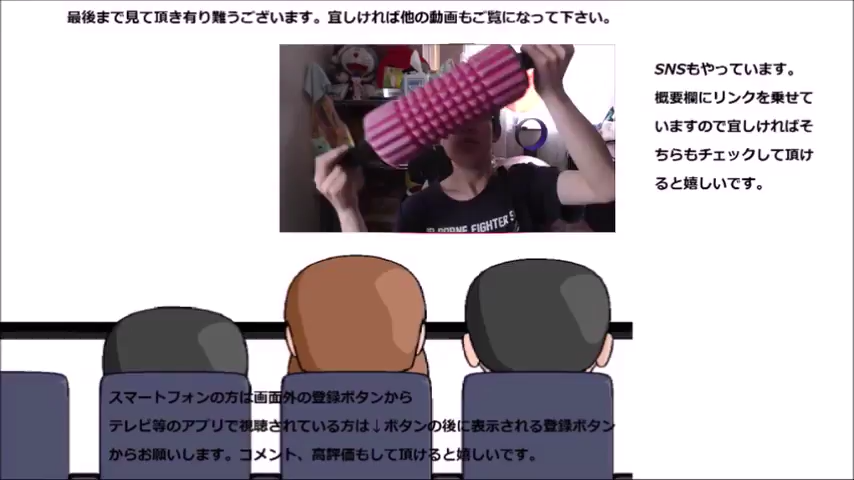 最後まで見て頂き有り難うございます。宜しければ他の動画もご覧になって下さい。
SNSもやっています。
概要欄にリンクを乗せて
いますので宜しければそ
ちらもチェックして頂け
ると嬉しいです。
FIGHTER
スマートフォンの方は画面外の登録ボタンから
テレビ等のアプリで視聴されている方は↓ボタンの後に表示される登録ボタン
からお願いします。コメント、高評価もして頂けると嬉しいです。